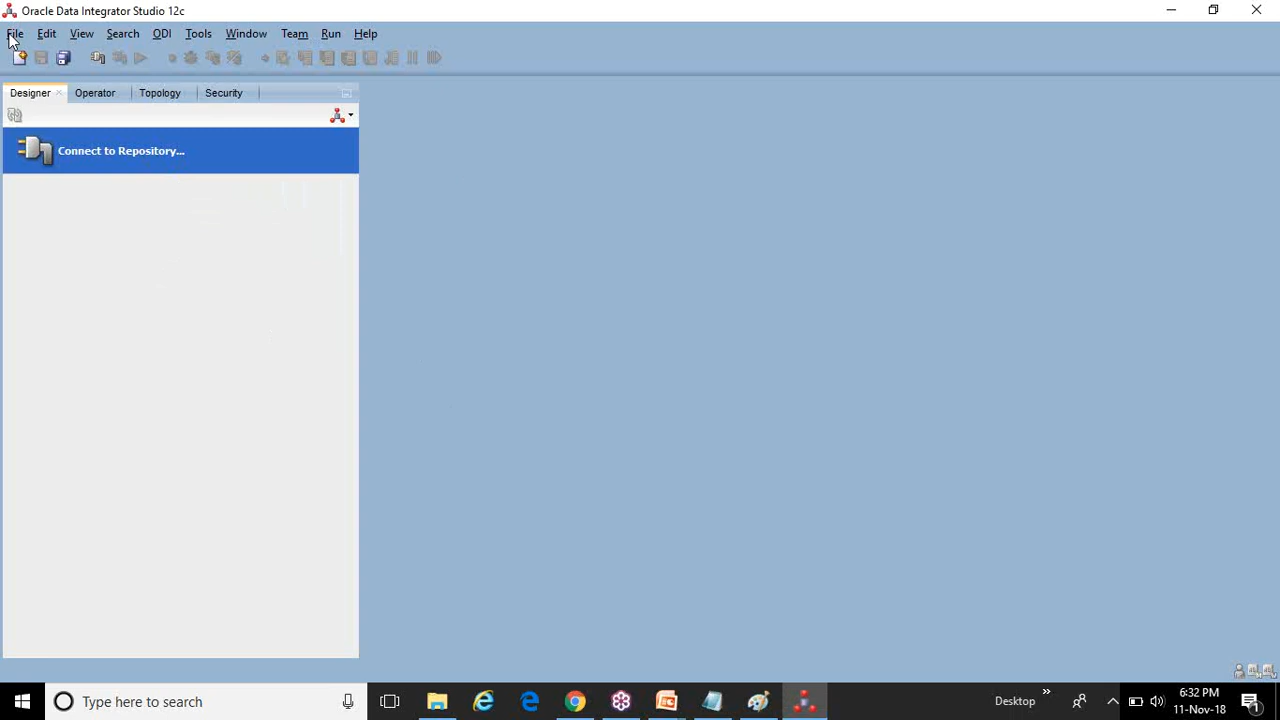 Oracle Data Integrator Studio 12c
File Edit View Search ODI Tools Window Team Run Help
Designer Operator Topology Security
Connect to Repository...
Type here to search
Desktop
6:32 PM
11-Nov-18
1